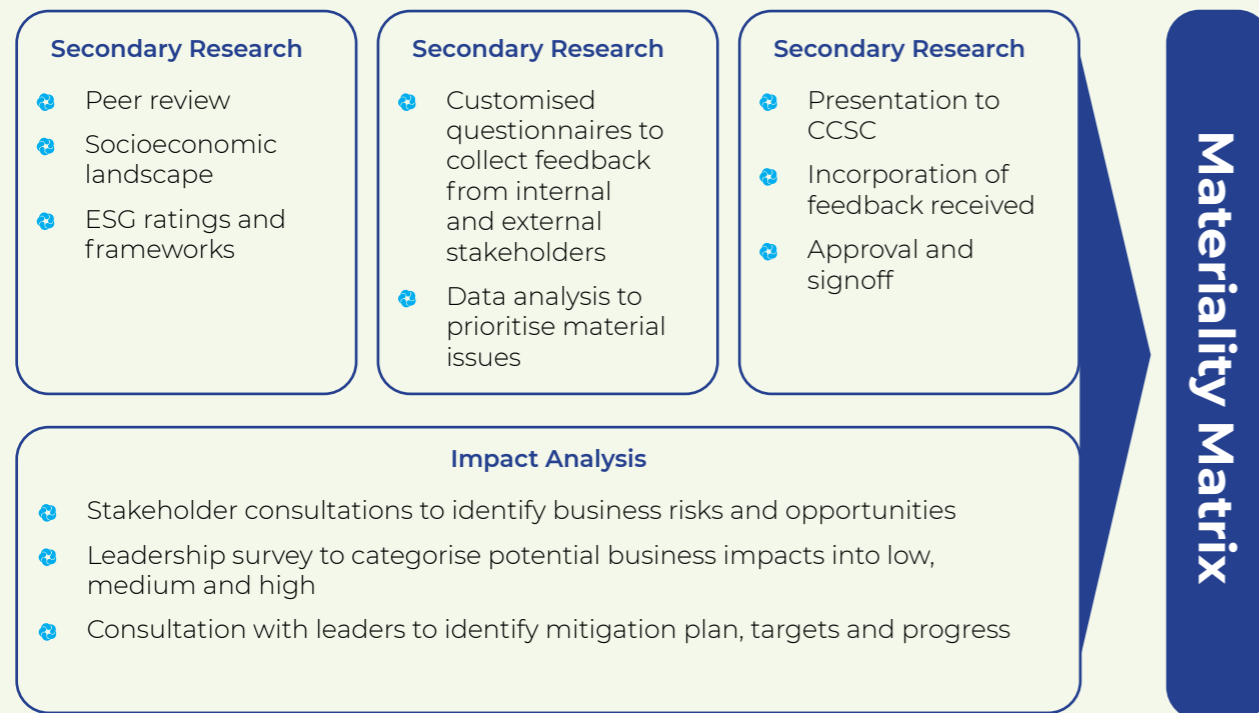 Secondary Research
Peer review
Socioeconomic
landscape
ESG ratings and
frameworks
Secondary Research
Customised
questionnaires to
collect feedback
from internal
and external
stakeholders
Data analysis to
prioritise material
issues
Secondary Research
Presentation to
CCSC
Incorporation of
feedback received
Approval and
signoff
Impact Analysis
Stakeholder consultations to identify business risks and opportunities
Leadership survey to categorise potential business impacts into low,
medium and high
Consultation with leaders to identify mitigation plan, targets and progress
Materiality Matrix